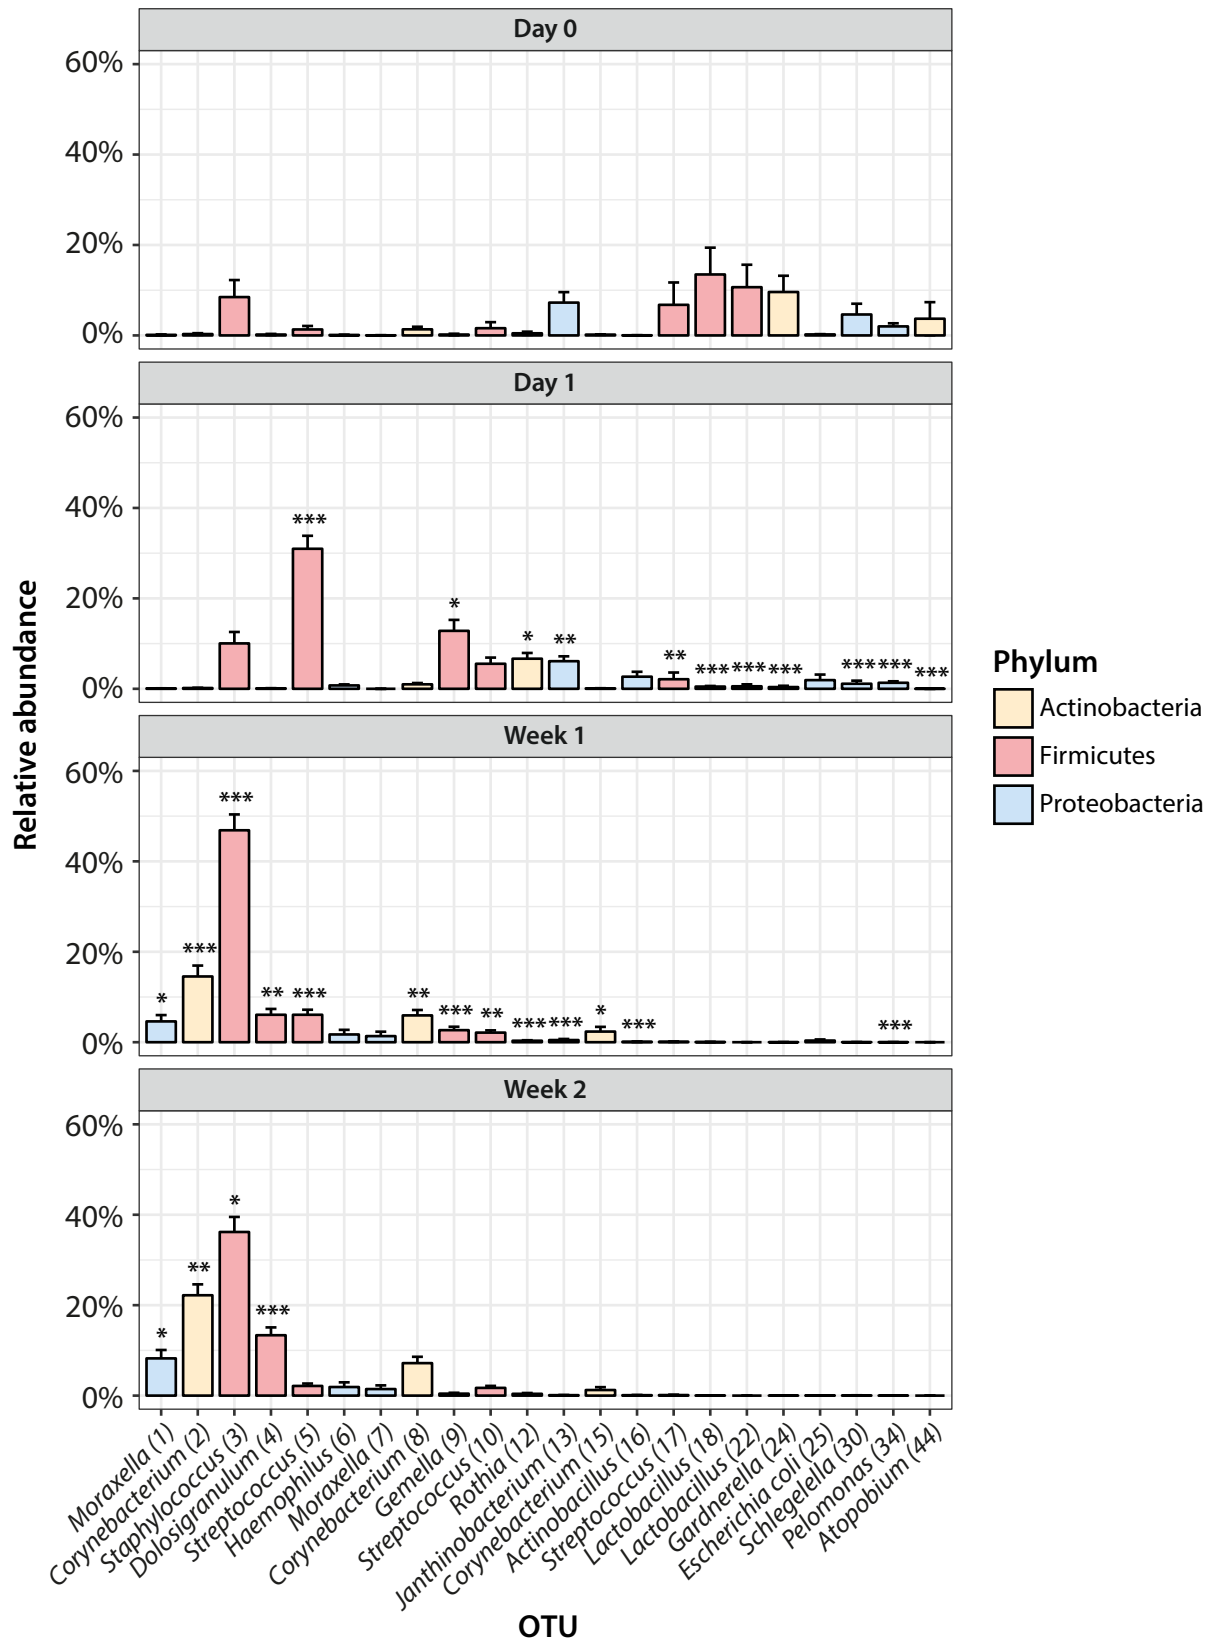 Day 0
60%
40%
20%
0%
Day 1
60%
40%
20%
0%
***
*
*
**
**
***
***
***
***
***
***
Week 1
60%
40%
20%
0%
*
***
***
**
***
**
***
**
***
***
*
***
***
Week 2
60%
40%
20%
0%
*
**
*
***
Relative abundance
Moraxella (1)
Corynebacterium (2)
Staphylococcus (3)
Dolosigranulum (4)
Streptococcus (5)
Haemophilus (6)
Moraxella (7)
Corynebacterium (8)
Gemella (9)
Streptococcus (10)
Rothia (12)
Janthinobacterium (13)
Corynebacterium (15)
Actinobacillus (16)
Streptococcus (17)
Lactobacillus (18)
Lactobacillus (22)
Gardnerella (24)
Escherichia coli (25)
Schlegelella (30)
Pelomonas (34)
Atopobium (44)
OTU
Phylum
Actinobacteria
Firmicutes
Proteobacteria